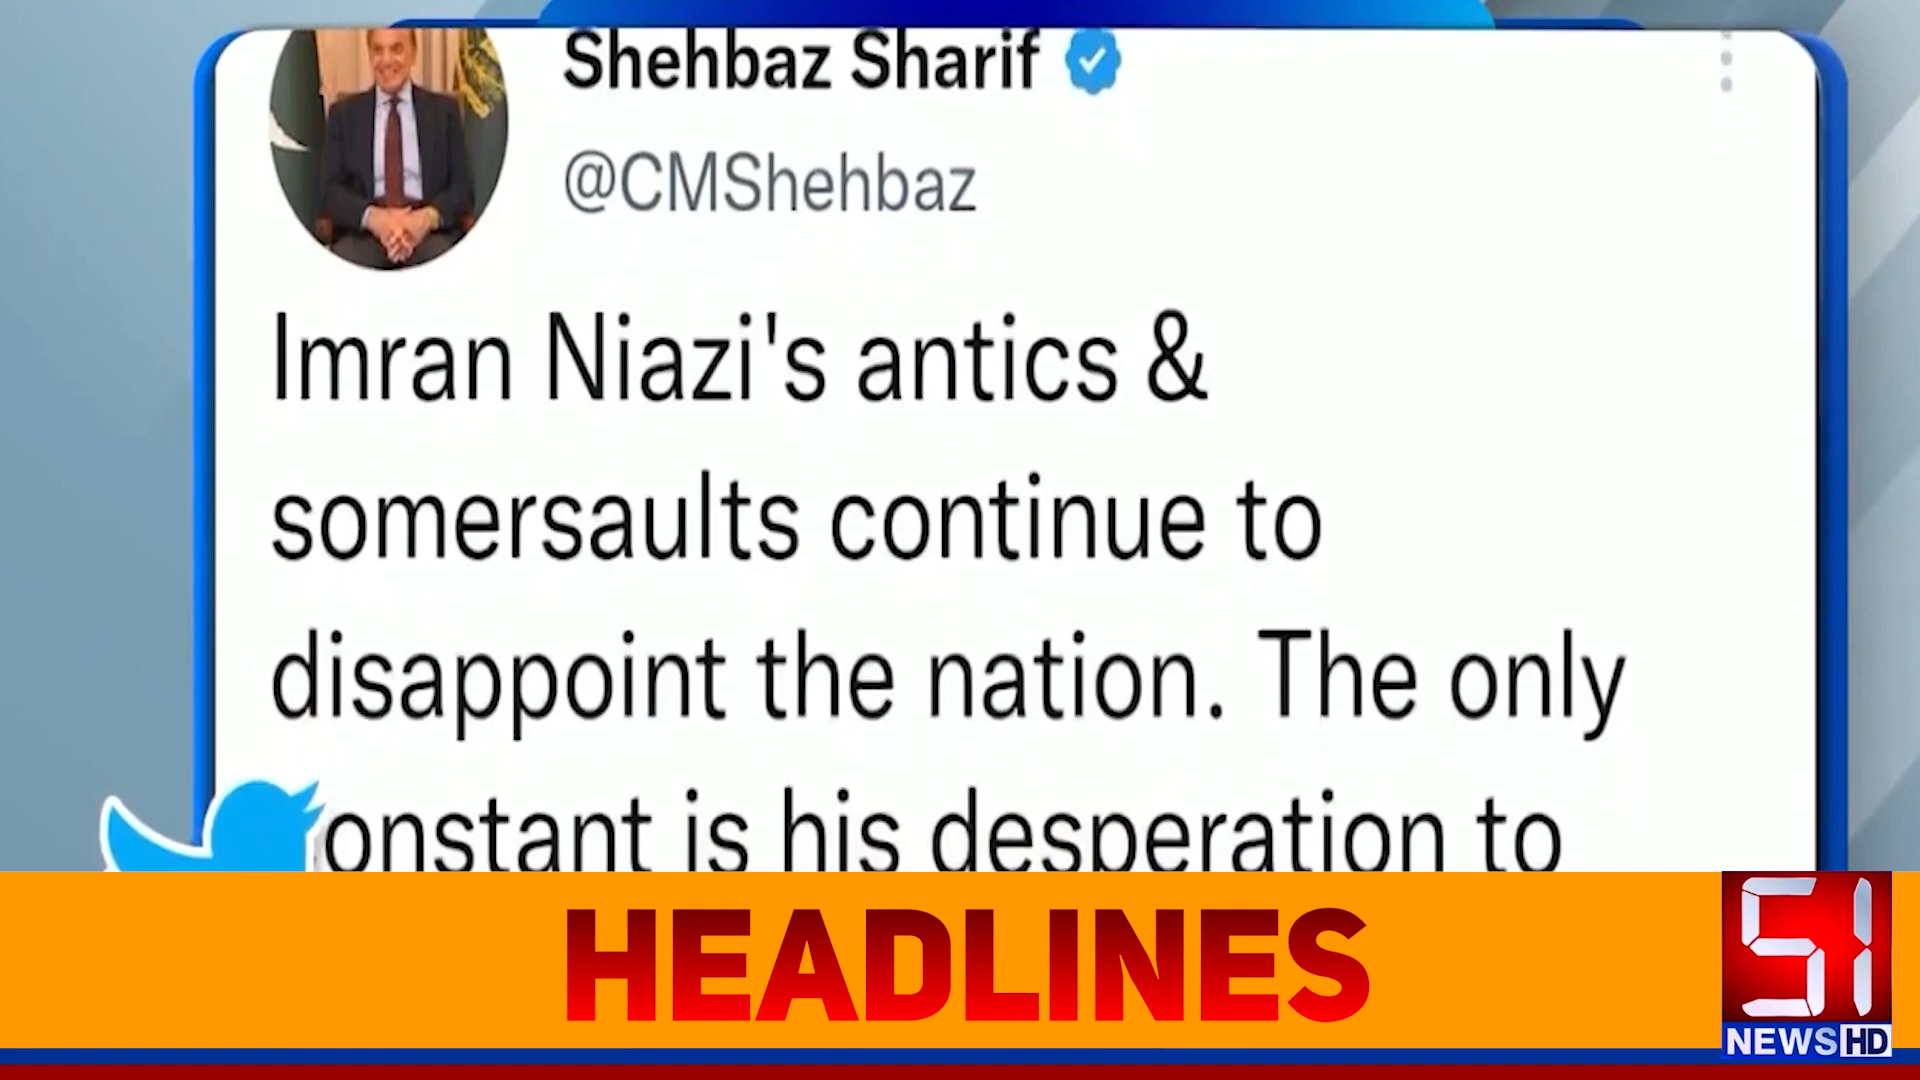 Shehbaz Sharif
@CMShehbaz
Imran Niazi's antics &
somersaults continue to
disappoint the nation. The only
onstant is his desperation to
HEADLINES
51
NEWS HD